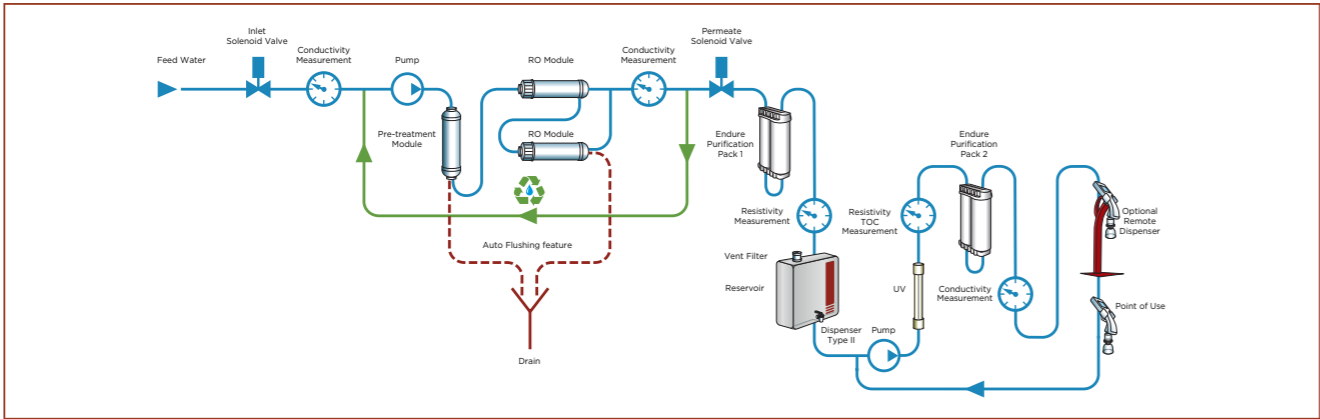 Inlet
Solenoid Valve
Feed Water
Conductivity
Measurement
Pump
RO Module
Conductivity
Measurement
Permeate
Solenoid Valve
Pre-treatment
Module
RO Module
Endure
Purification
Pack 1
Endure
Purification
Pack 2
Resistivity
Measurement
Resistivity
TOC
Measurement
Optional
Remote
Dispenser
Auto Flushing feature
Vent Filter
Reservoir
UV
Conductivity
Measurement
Point of Use
Dispenser
Type II
Pump
Drain